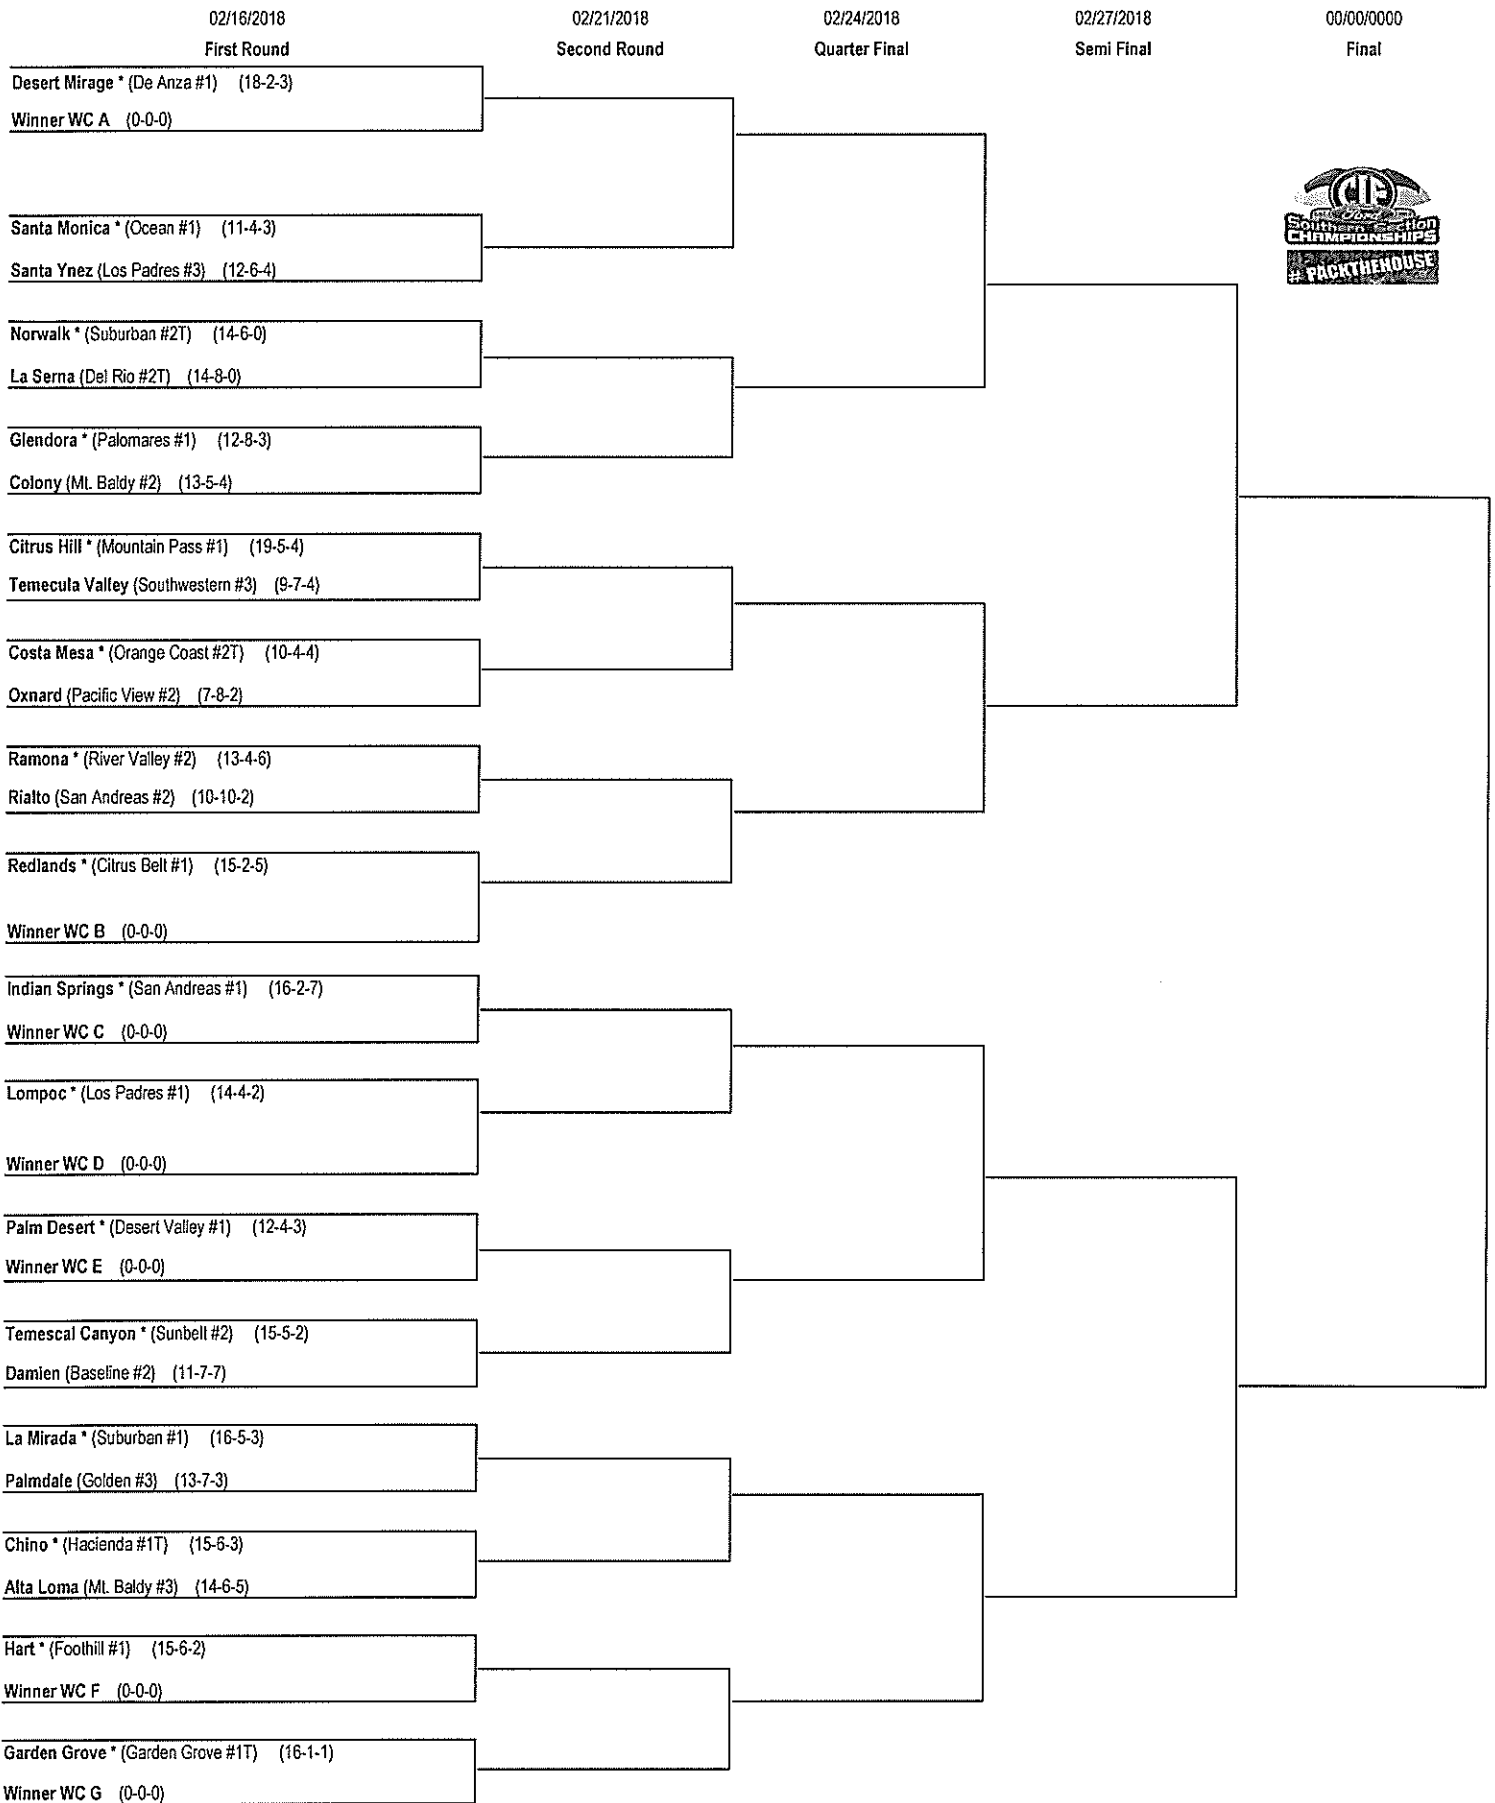 02/16/2018 02/21/2018 02/24/2018 02/27/2018 00/00/0000
First Round Second Round Quarter Final Semi Final Final
Desert Mirage * (De Anza #1) (18-2-3)
Winner WC A (0-0-0)
CIF
Ford
Southern Section
CHAMPIONSHIPS
# PACKTHEHOUSE
Santa Monica * (Ocean #1) (11-4-3)
Santa Ynez (Los Padres #3) (12-6-4)
Norwalk * (Suburban #2T) (14-6-0)
La Serna (Del Rio #2T) (14-8-0)
Glendora * (Palomares #1) (12-8-3)
Colony (Mt. Baldy #2) (13-5-4)
Citrus Hill * (Mountain Pass #1) (19-5-4)
Temecula Valley (Southwestern #3) (9-7-4)
Costa Mesa * (Orange Coast #2T) (10-4-4)
Oxnard (Pacific View #2) (7-8-2)
Ramona * (River Valley #2) (13-4-6)
Rialto (San Andreas #2) (10-10-2)
Redlands * (Citrus Belt #1) (15-2-5)
Winner WC B (0-0-0)
Indian Springs * (San Andreas #1) (16-2-7)
Winner WC C (0-0-0)
Lompoc * (Los Padres #1) (14-4-2)
Winner WC D (0-0-0)
Palm Desert * (Desert Valley #1) (12-4-3)
Winner WC E (0-0-0)
Temescal Canyon * (Sunbelt #2) (15-5-2)
Damien (Baseline #2) (11-7-7)
La Mirada * (Suburban #1) (16-5-3)
Palmdale (Golden #3) (13-7-3)
Chino * (Hacienda #1T) (15-6-3)
Alta Loma (Mt. Baldy #3) (14-6-5)
Hart * (Foothill #1) (15-6-2)
Winner WC F (0-0-0)
Garden Grove * (Garden Grove #1T) (16-1-1)
Winner WC G (0-0-0)